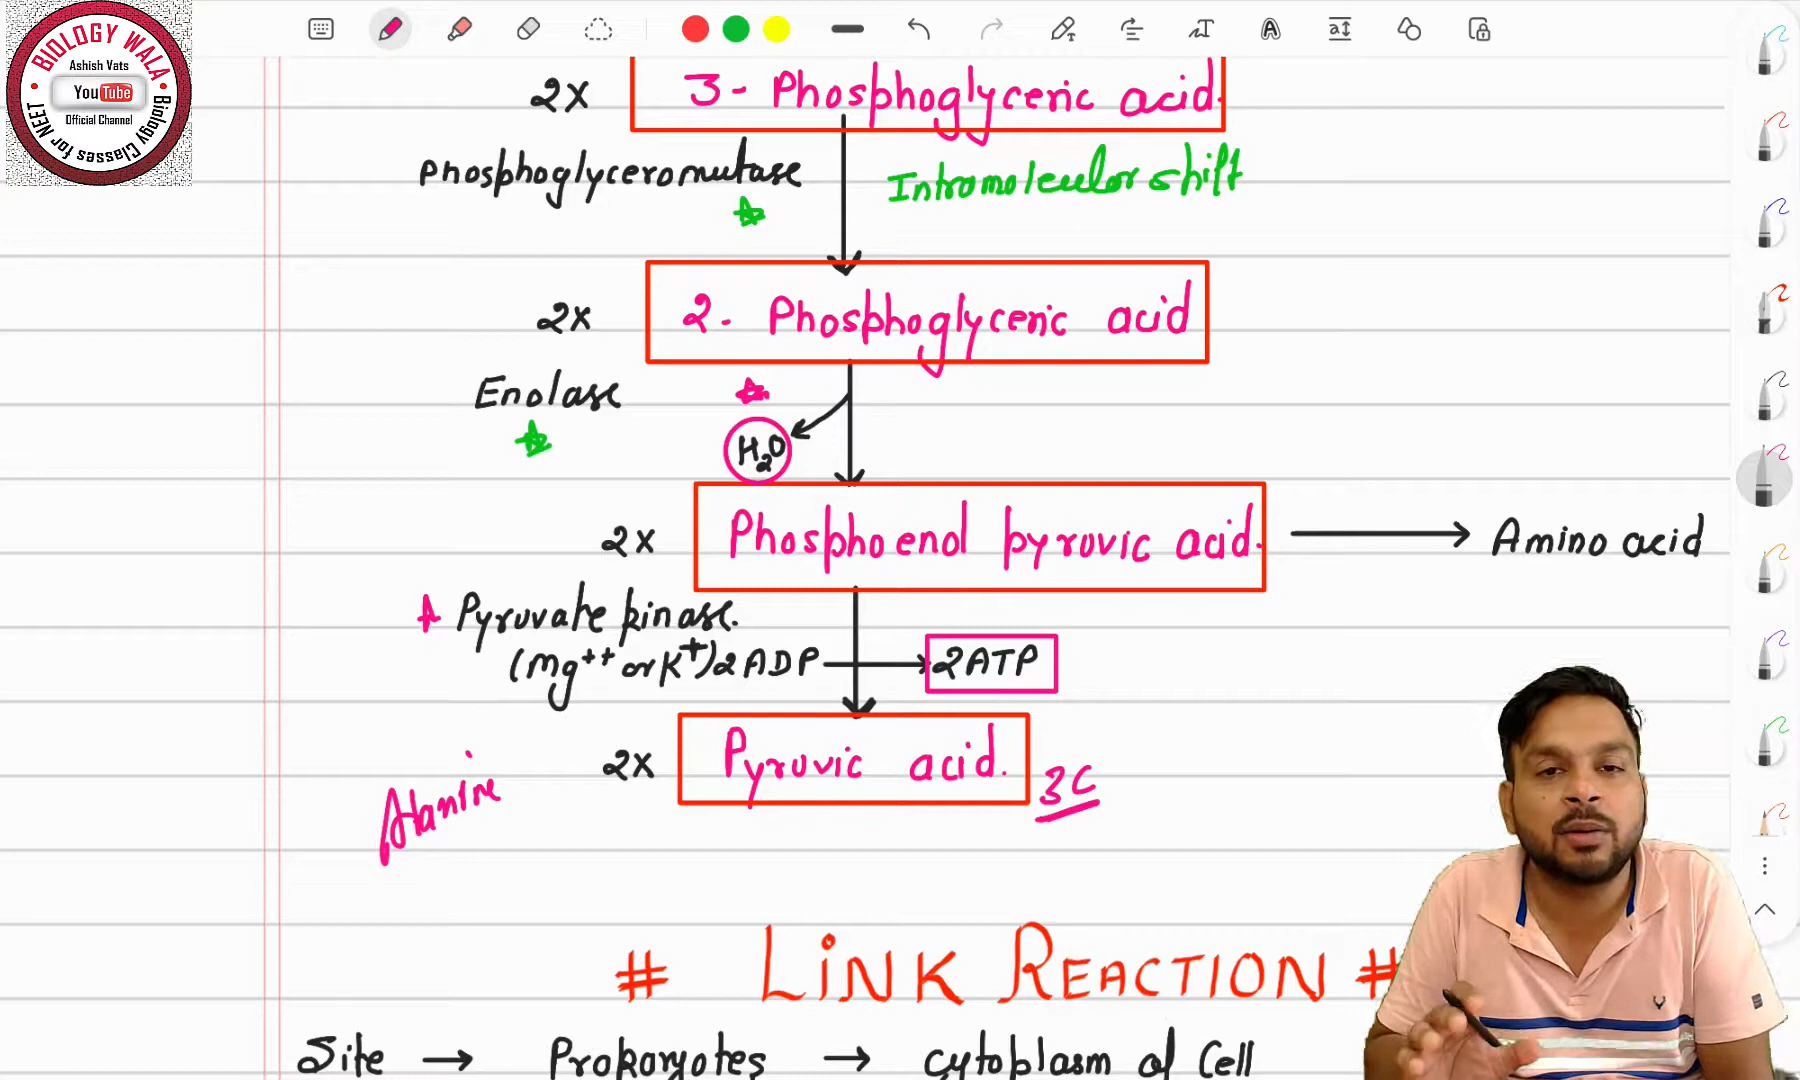 BIOLOGY WALA
Ashish Vats
YouTube
Official Channel
Biology Classes for NEET
2X 3- Phosphoglyceric acid.
Phosphoglyceromutase Intramolecular shift
2X 2- Phosphoglyceric acid
Enolase
H2O
2X Phosphoenol pyruvic acid. → Amino acid
Pyruvate kinase.
(Mg++ or K+) 2ADP → 2ATP
2X Pyruvic acid. 3C
Alanine
# LINK REACTION #
Site → Prokaryotes → Cytoplasm of Cell